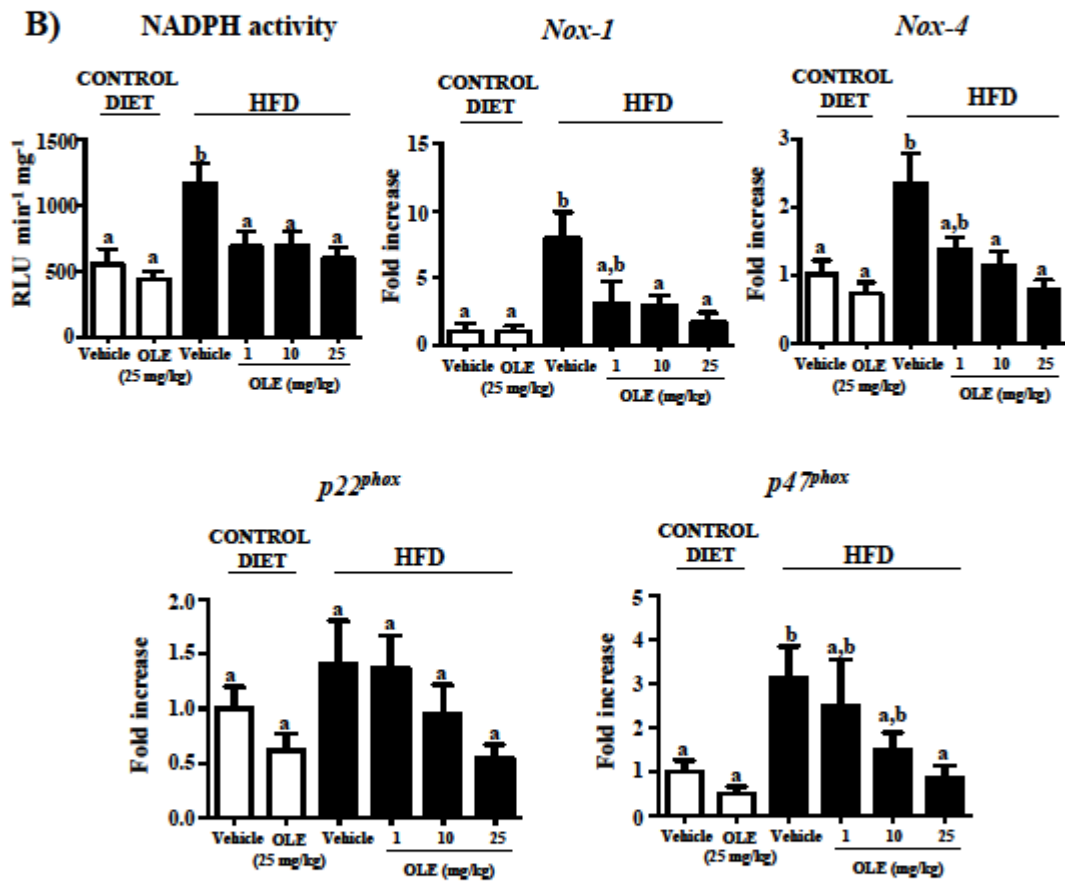 B) NADPH activity Nox-1 Nox-4
CONTROL DIET HFD
RLU min⁻¹ mg⁻¹
1500
1000
500
0
a a b a a a
Vehicle OLE Vehicle 1 10 25
(25 mg/kg) OLE (mg/kg)
CONTROL DIET HFD
Fold increase
15
10
5
0
a a b a,b a a
Vehicle OLE Vehicle 1 10 25
(25 mg/kg) OLE (mg/kg)
CONTROL DIET HFD
Fold increase
3
2
1
0
a a b a,b a a
Vehicle OLE Vehicle 1 10 25
(25 mg/kg) OLE (mg/kg)
p22ᵖʰᵒˣ p47ᵖʰᵒˣ
CONTROL DIET HFD
Fold increase
2.0
1.5
1.0
0.5
0.0
a a a a a a
Vehicle OLE Vehicle 1 10 25
(25 mg/kg) OLE (mg/kg)
CONTROL DIET HFD
Fold increase
5
4
3
2
1
0
a a b a,b a,b a
Vehicle OLE Vehicle 1 10 25
(25 mg/kg) OLE (mg/kg)